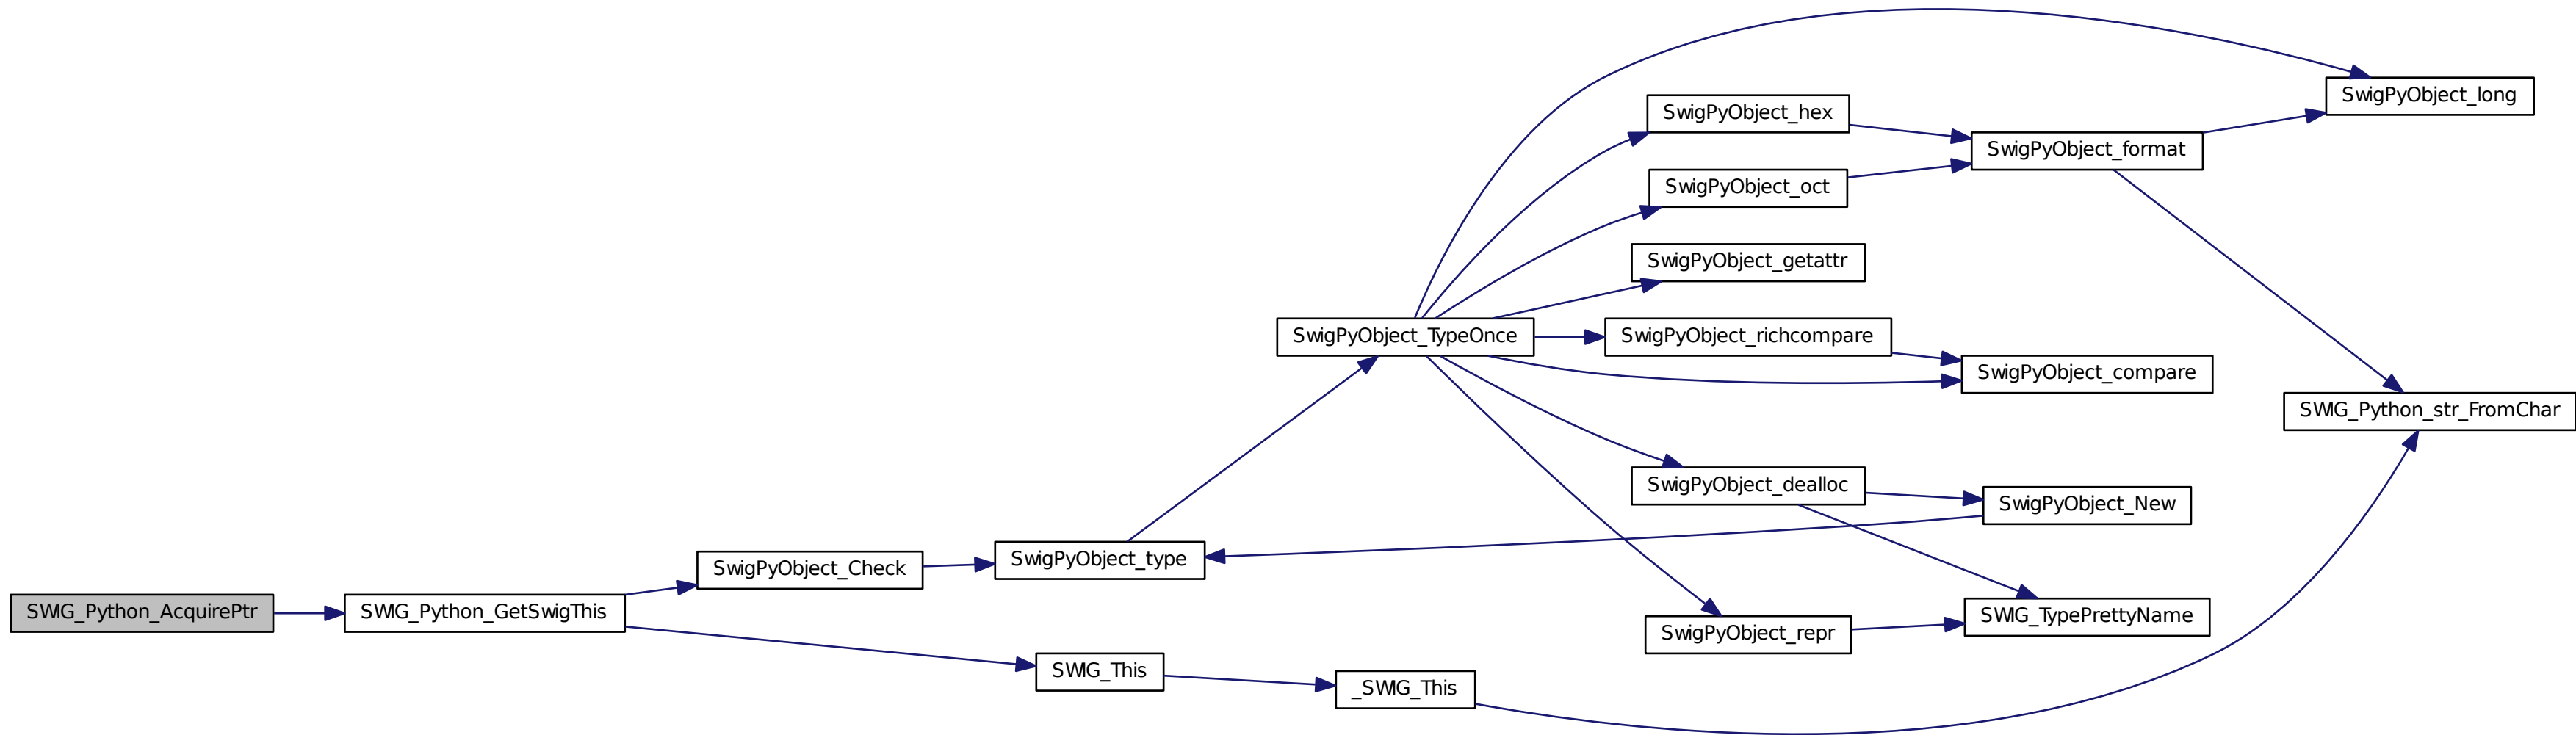 SWIG_Python_AcquirePtr
SWIG_Python_GetSwigThis
SwigPyObject_Check
SwigPyObject_type
SwigPyObject_TypeOnce
SwigPyObject_long
SwigPyObject_hex
SwigPyObject_format
SwigPyObject_oct
SwigPyObject_getattr
SwigPyObject_richcompare
SwigPyObject_compare
SWIG_Python_str_FromChar
SwigPyObject_dealloc
SwigPyObject_New
SWIG_TypePrettyName
SwigPyObject_repr
SWIG_This
_SWIG_This